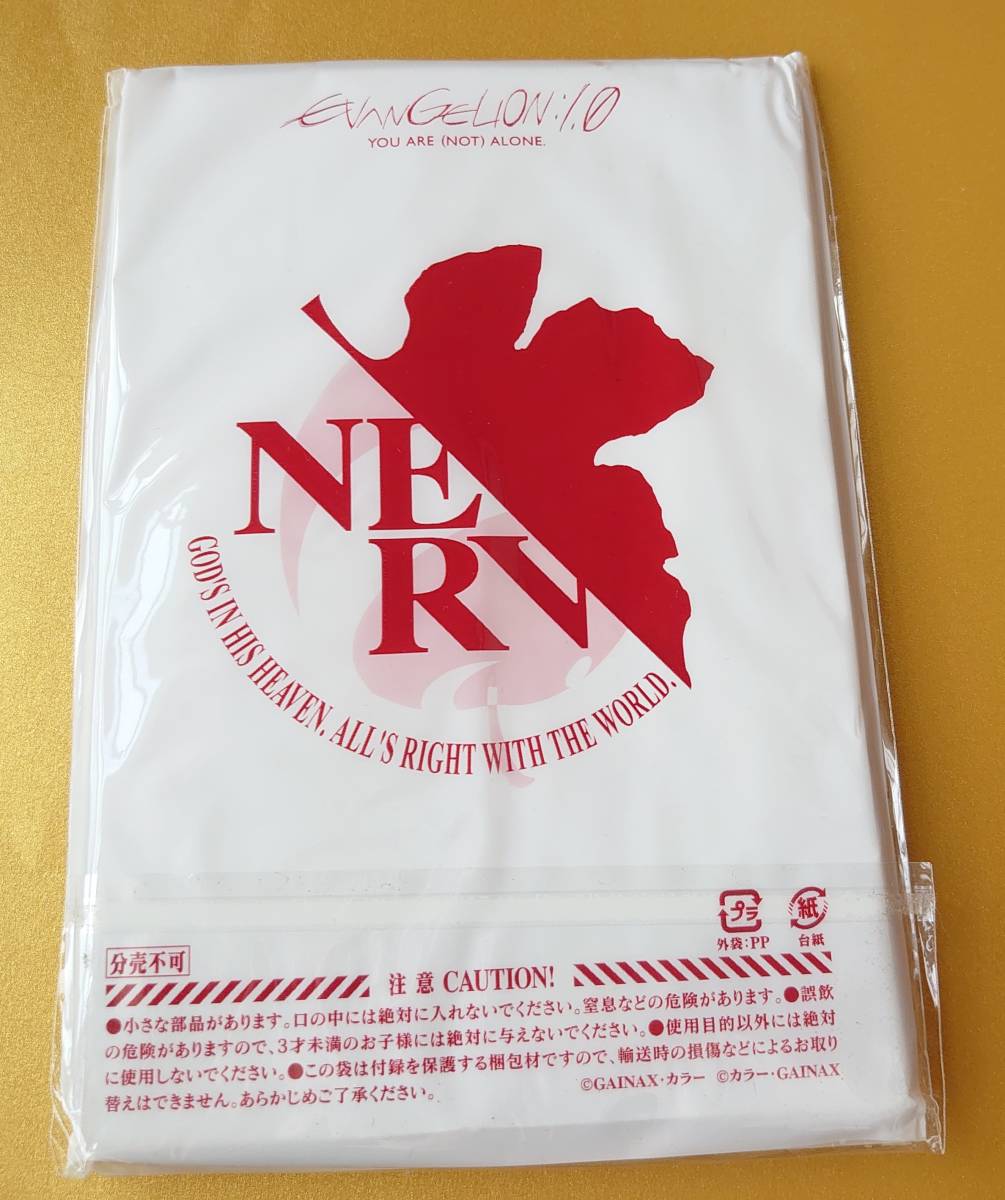 EVANGELION:1.0
YOU ARE (NOT) ALONE.
NE
RV
GOD'S IN HIS HEAVEN. ALL'S RIGHT WITH THE WORLD.
プラ
紙
外袋:PP
台紙
分売不可
注意 CAUTION!
●小さな部品があります。口の中には絶対に入れないでください。窒息などの危険があります。●誤飲
の危険がありますので、3才未満のお子様には絶対に与えないでください。●使用目的以外には絶対
に使用しないでください。●この袋は付録を保護する梱包材ですので、輸送時の損傷などによるお取り
替えはできません。あらかじめご了承ください。
©GAINAX・カラー ©カラー・GAINAX